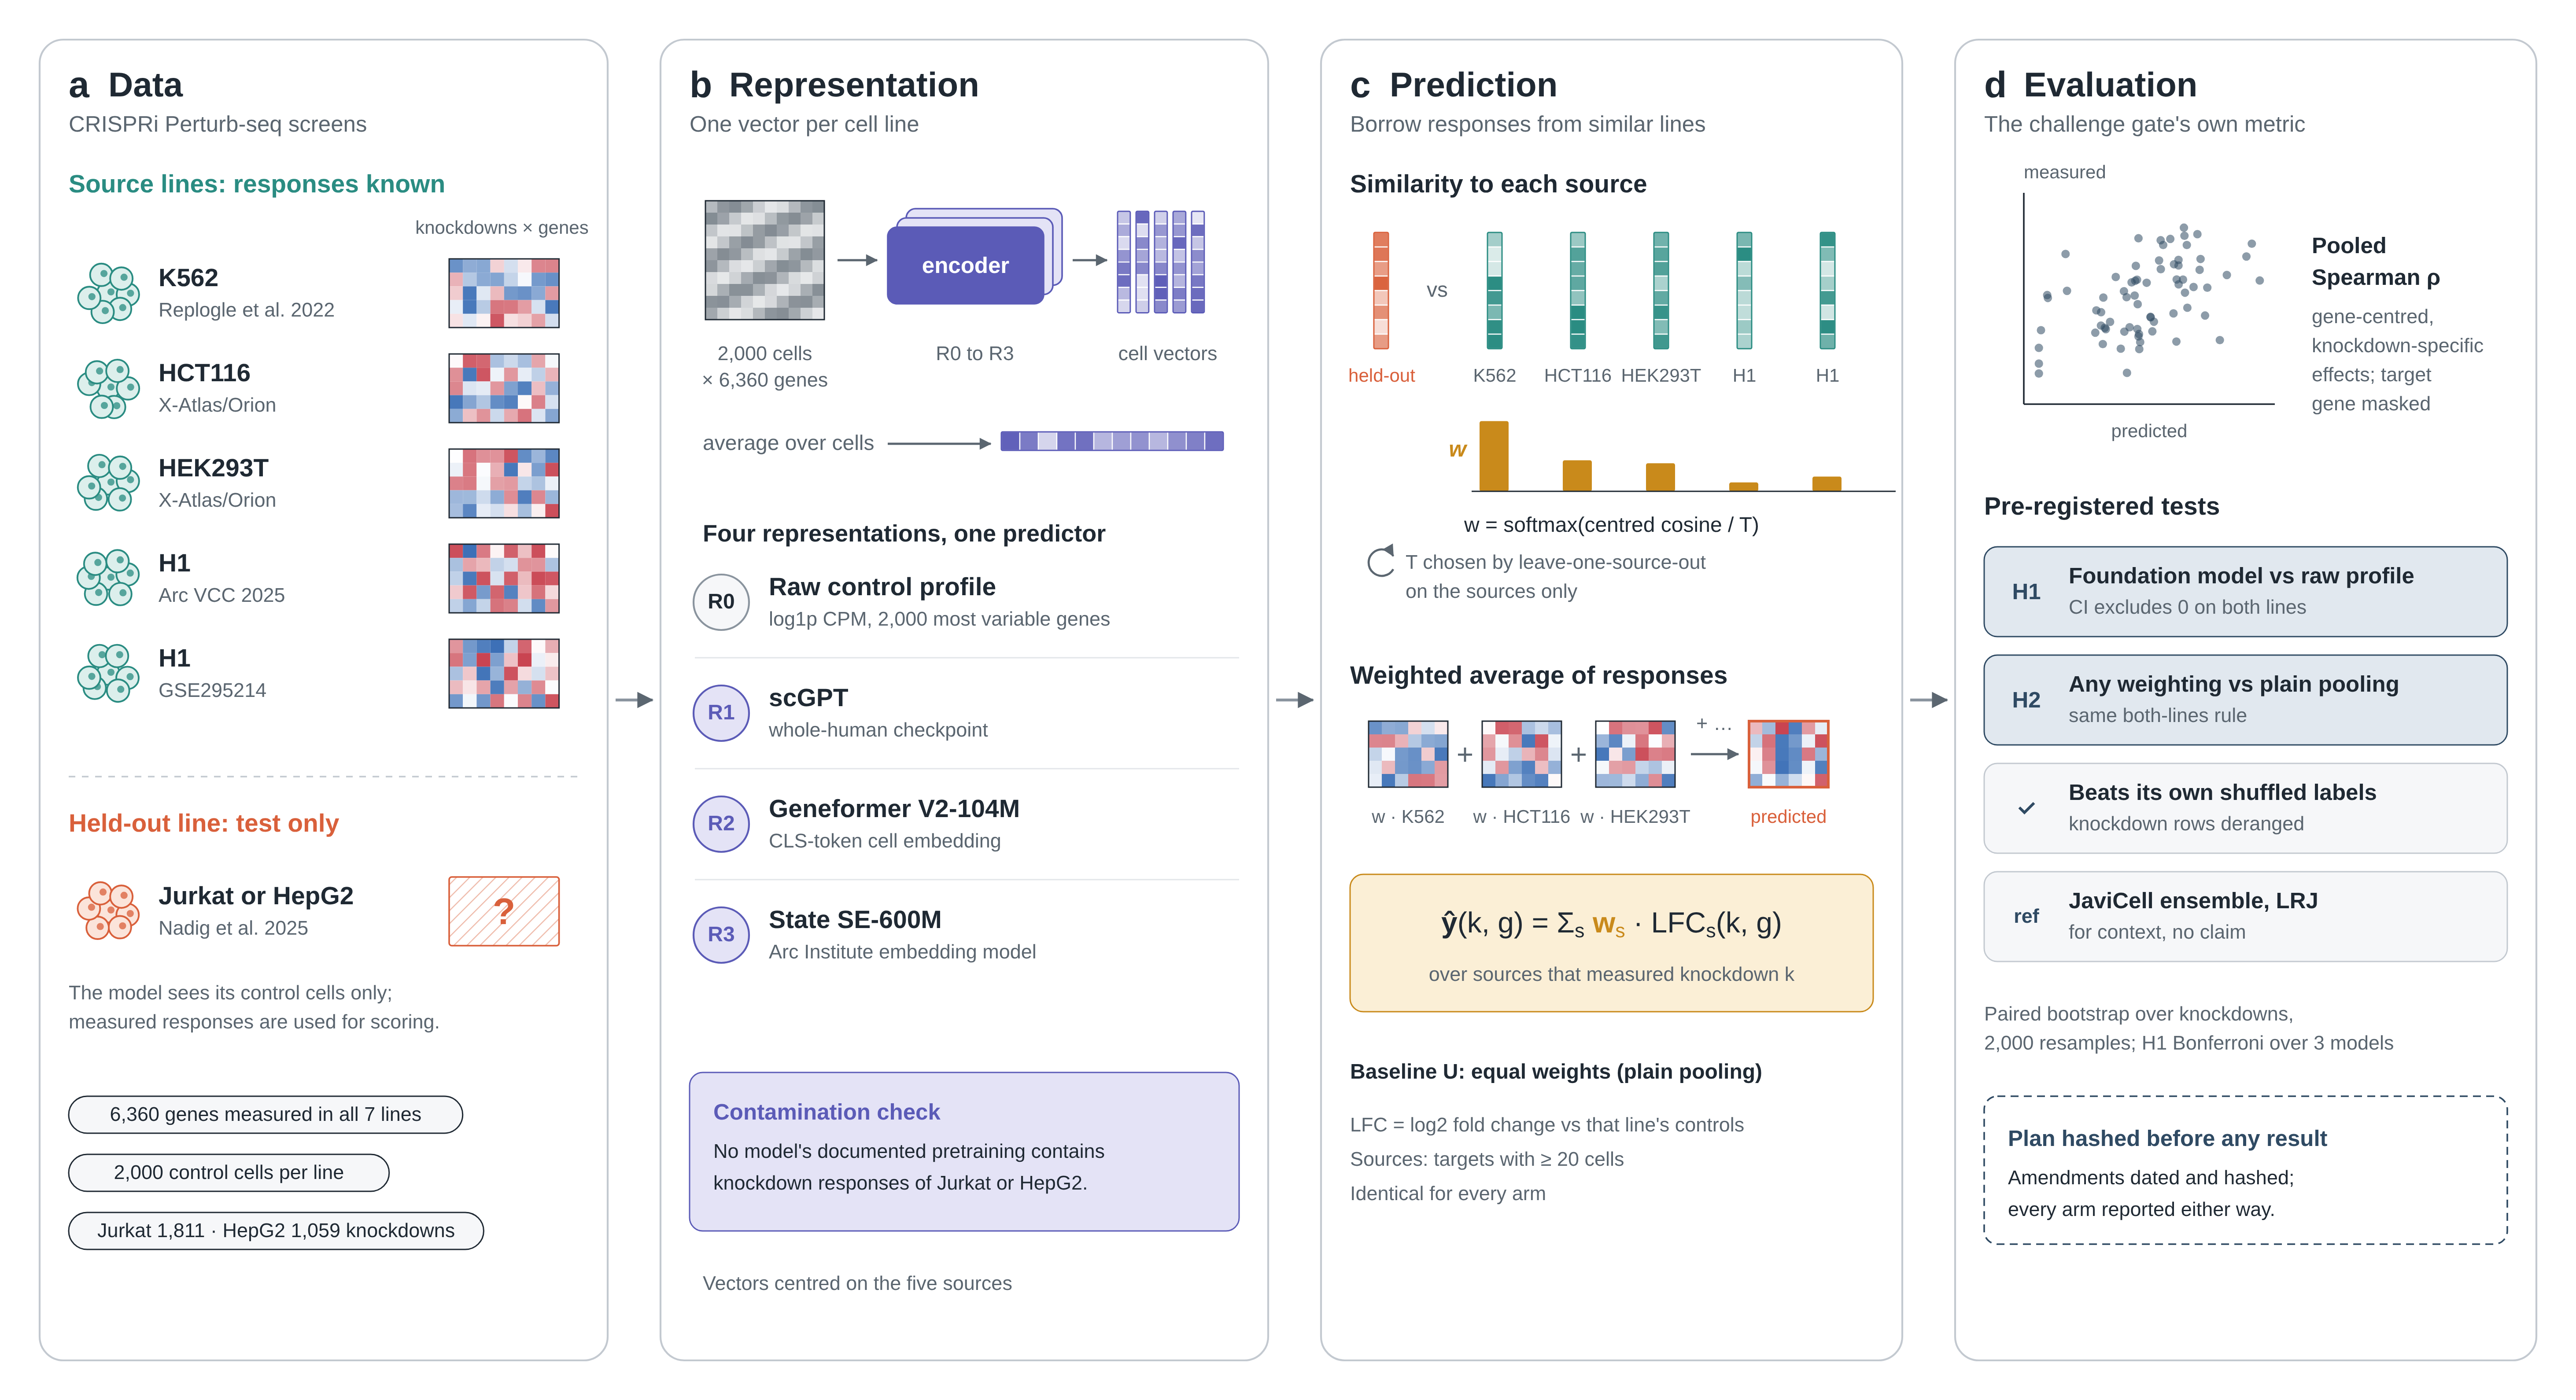 a Data
CRISPRi Perturb-seq screens
Source lines: responses known
knockdowns × genes
K562
Replogle et al. 2022
HCT116
X-Atlas/Orion
HEK293T
X-Atlas/Orion
H1
Arc VCC 2025
H1
GSE295214
Held-out line: test only
Jurkat or HepG2
Nadig et al. 2025
?
The model sees its control cells only;
measured responses are used for scoring.
6,360 genes measured in all 7 lines
2,000 control cells per line
Jurkat 1,811 · HepG2 1,059 knockdowns
b Representation
One vector per cell line
encoder
2,000 cells
× 6,360 genes
R0 to R3
cell vectors
average over cells
Four representations, one predictor
R0
Raw control profile
log1p CPM, 2,000 most variable genes
R1
scGPT
whole-human checkpoint
R2
Geneformer V2-104M
CLS-token cell embedding
R3
State SE-600M
Arc Institute embedding model
Contamination check
No model's documented pretraining contains
knockdown responses of Jurkat or HepG2.
Vectors centred on the five sources
c Prediction
Borrow responses from similar lines
Similarity to each source
vs
held-out K562 HCT116 HEK293T H1 H1
w
w = softmax(centred cosine / T)
T chosen by leave-one-source-out
on the sources only
Weighted average of responses
+ + + …
w · K562 w · HCT116 w · HEK293T predicted
ŷ(k, g) = Σₛ wₛ · LFCₛ(k, g)
over sources that measured knockdown k
Baseline U: equal weights (plain pooling)
LFC = log2 fold change vs that line's controls
Sources: targets with ≥ 20 cells
Identical for every arm
d Evaluation
The challenge gate's own metric
measured
predicted
Pooled
Spearman ρ
gene-centred,
knockdown-specific
effects; target
gene masked
Pre-registered tests
H1
Foundation model vs raw profile
CI excludes 0 on both lines
H2
Any weighting vs plain pooling
same both-lines rule
✓
Beats its own shuffled labels
knockdown rows deranged
ref
JaviCell ensemble, LRJ
for context, no claim
Paired bootstrap over knockdowns,
2,000 resamples; H1 Bonferroni over 3 models
Plan hashed before any result
Amendments dated and hashed;
every arm reported either way.